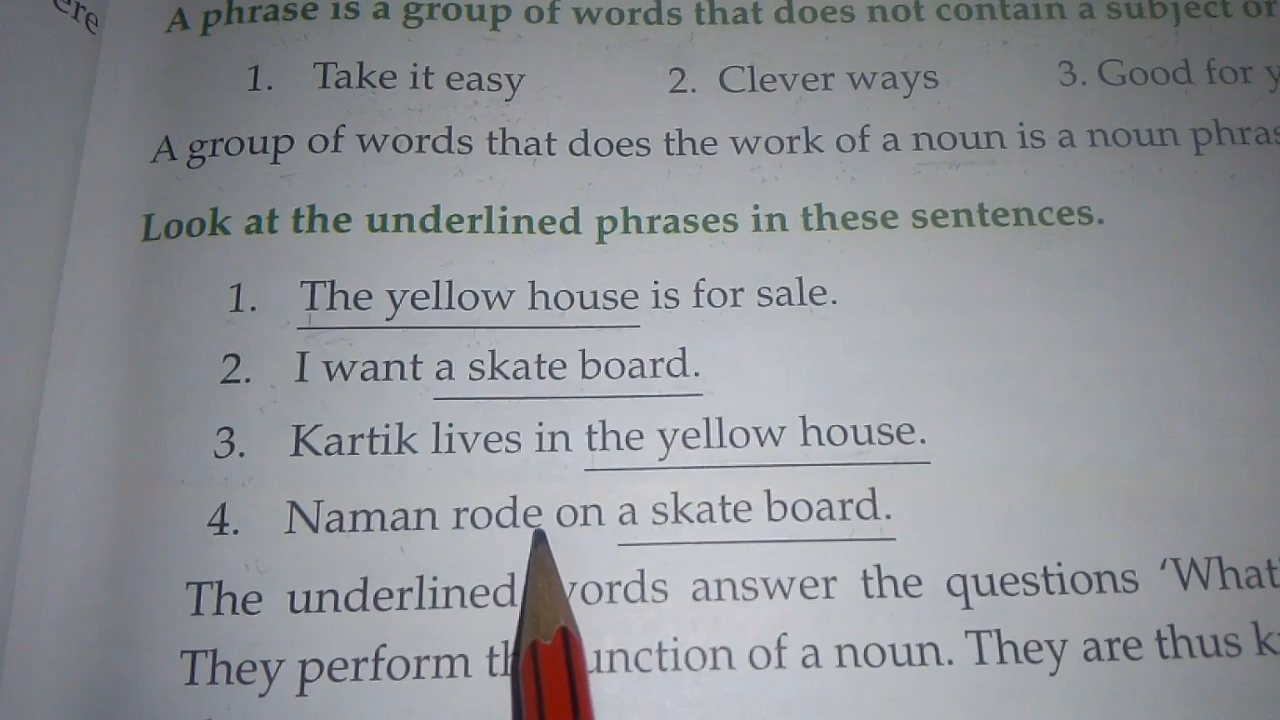 ere
A phrase is a group of words that does not contain a subject or
1. Take it easy 2. Clever ways 3. Good for
A group of words that does the work of a noun is a noun
Look at the underlined phrases in these sentences.
1. The yellow house is for sale.
2. I want a skate board.
3. Kartik lives in the yellow house.
4. Naman rode on a skate board.
The underlined words answer the questions ‘What
They perform of a noun. They are thus